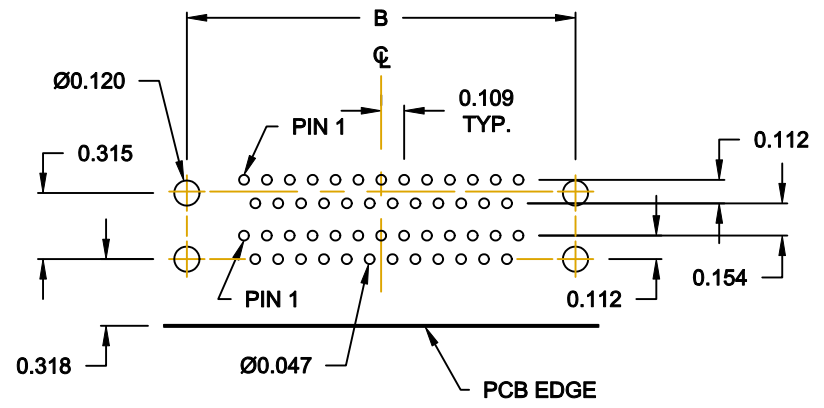 B
℄
Ø0.120
0.109
TYP.
PIN 1
0.112
0.315
0.154
PIN 1
0.112
0.318
Ø0.047
PCB EDGE